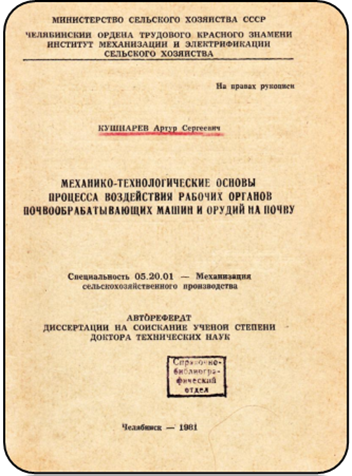 МИНИСТЕРСТВО СЕЛЬСКОГО ХОЗЯЙСТВА СССР
ЧЕЛЯБИНСКИЙ ОРДЕНА ТРУДОВОГО КРАСНОГО ЗНАМЕНИ
ИНСТИТУТ МЕХАНИЗАЦИИ И ЭЛЕКТРИФИКАЦИИ
СЕЛЬСКОГО ХОЗЯЙСТВА
На правах рукописи
КУШНАРЕВ Артур Сергеевич
МЕХАНИКО-ТЕХНОЛОГИЧЕСКИЕ ОСНОВЫ
ПРОЦЕССА ВОЗДЕЙСТВИЯ РАБОЧИХ ОРГАНОВ
ПОЧВООБРАБАТЫВАЮЩИХ МАШИН И ОРУДИЙ НА ПОЧВУ
Специальность 05.20.01 — Механизация
сельскохозяйственного производства
АВТОРЕФЕРАТ
ДИССЕРТАЦИИ НА СОИСКАНИЕ УЧЕНОЙ СТЕПЕНИ
ДОКТОРА ТЕХНИЧЕСКИХ НАУК
Справочно-
библиогра-
фический
отдел
Челябинск — 1981